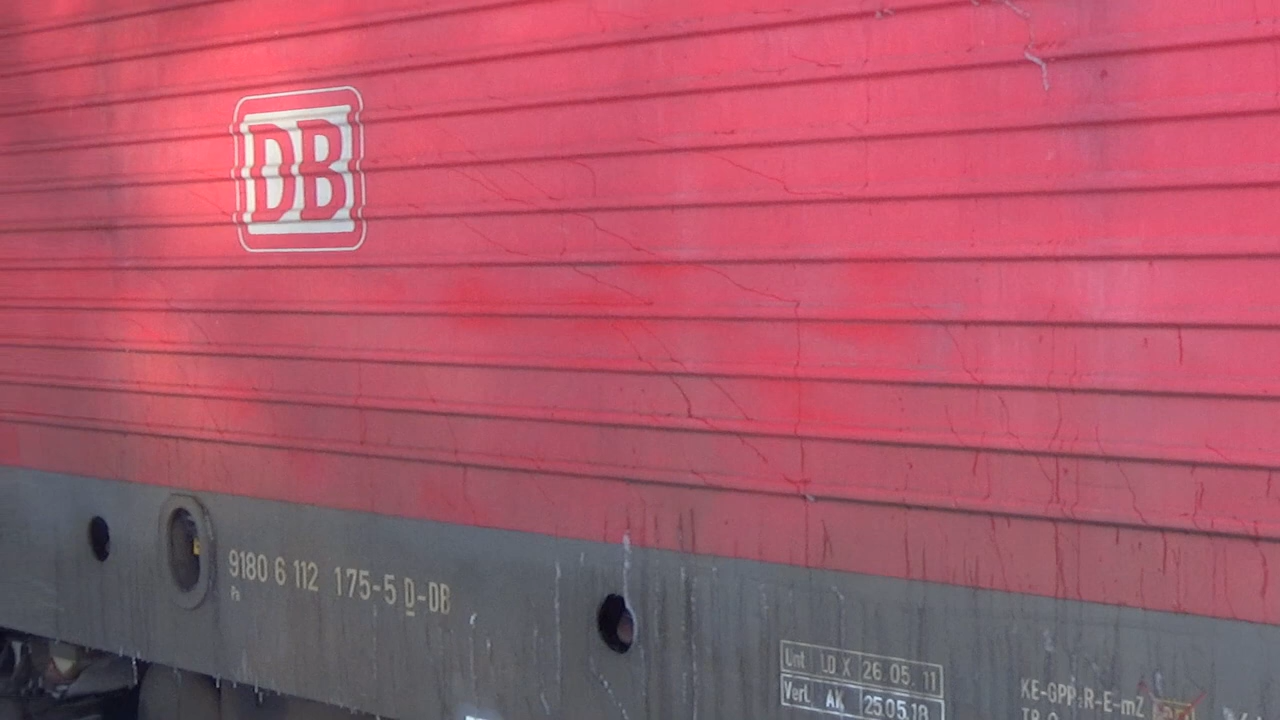 DB
9180 6 112 175-5 D-DB
Unt LD X 26.05.11
Verl. AK 25.05.18
KE-GPP R-E-mZ